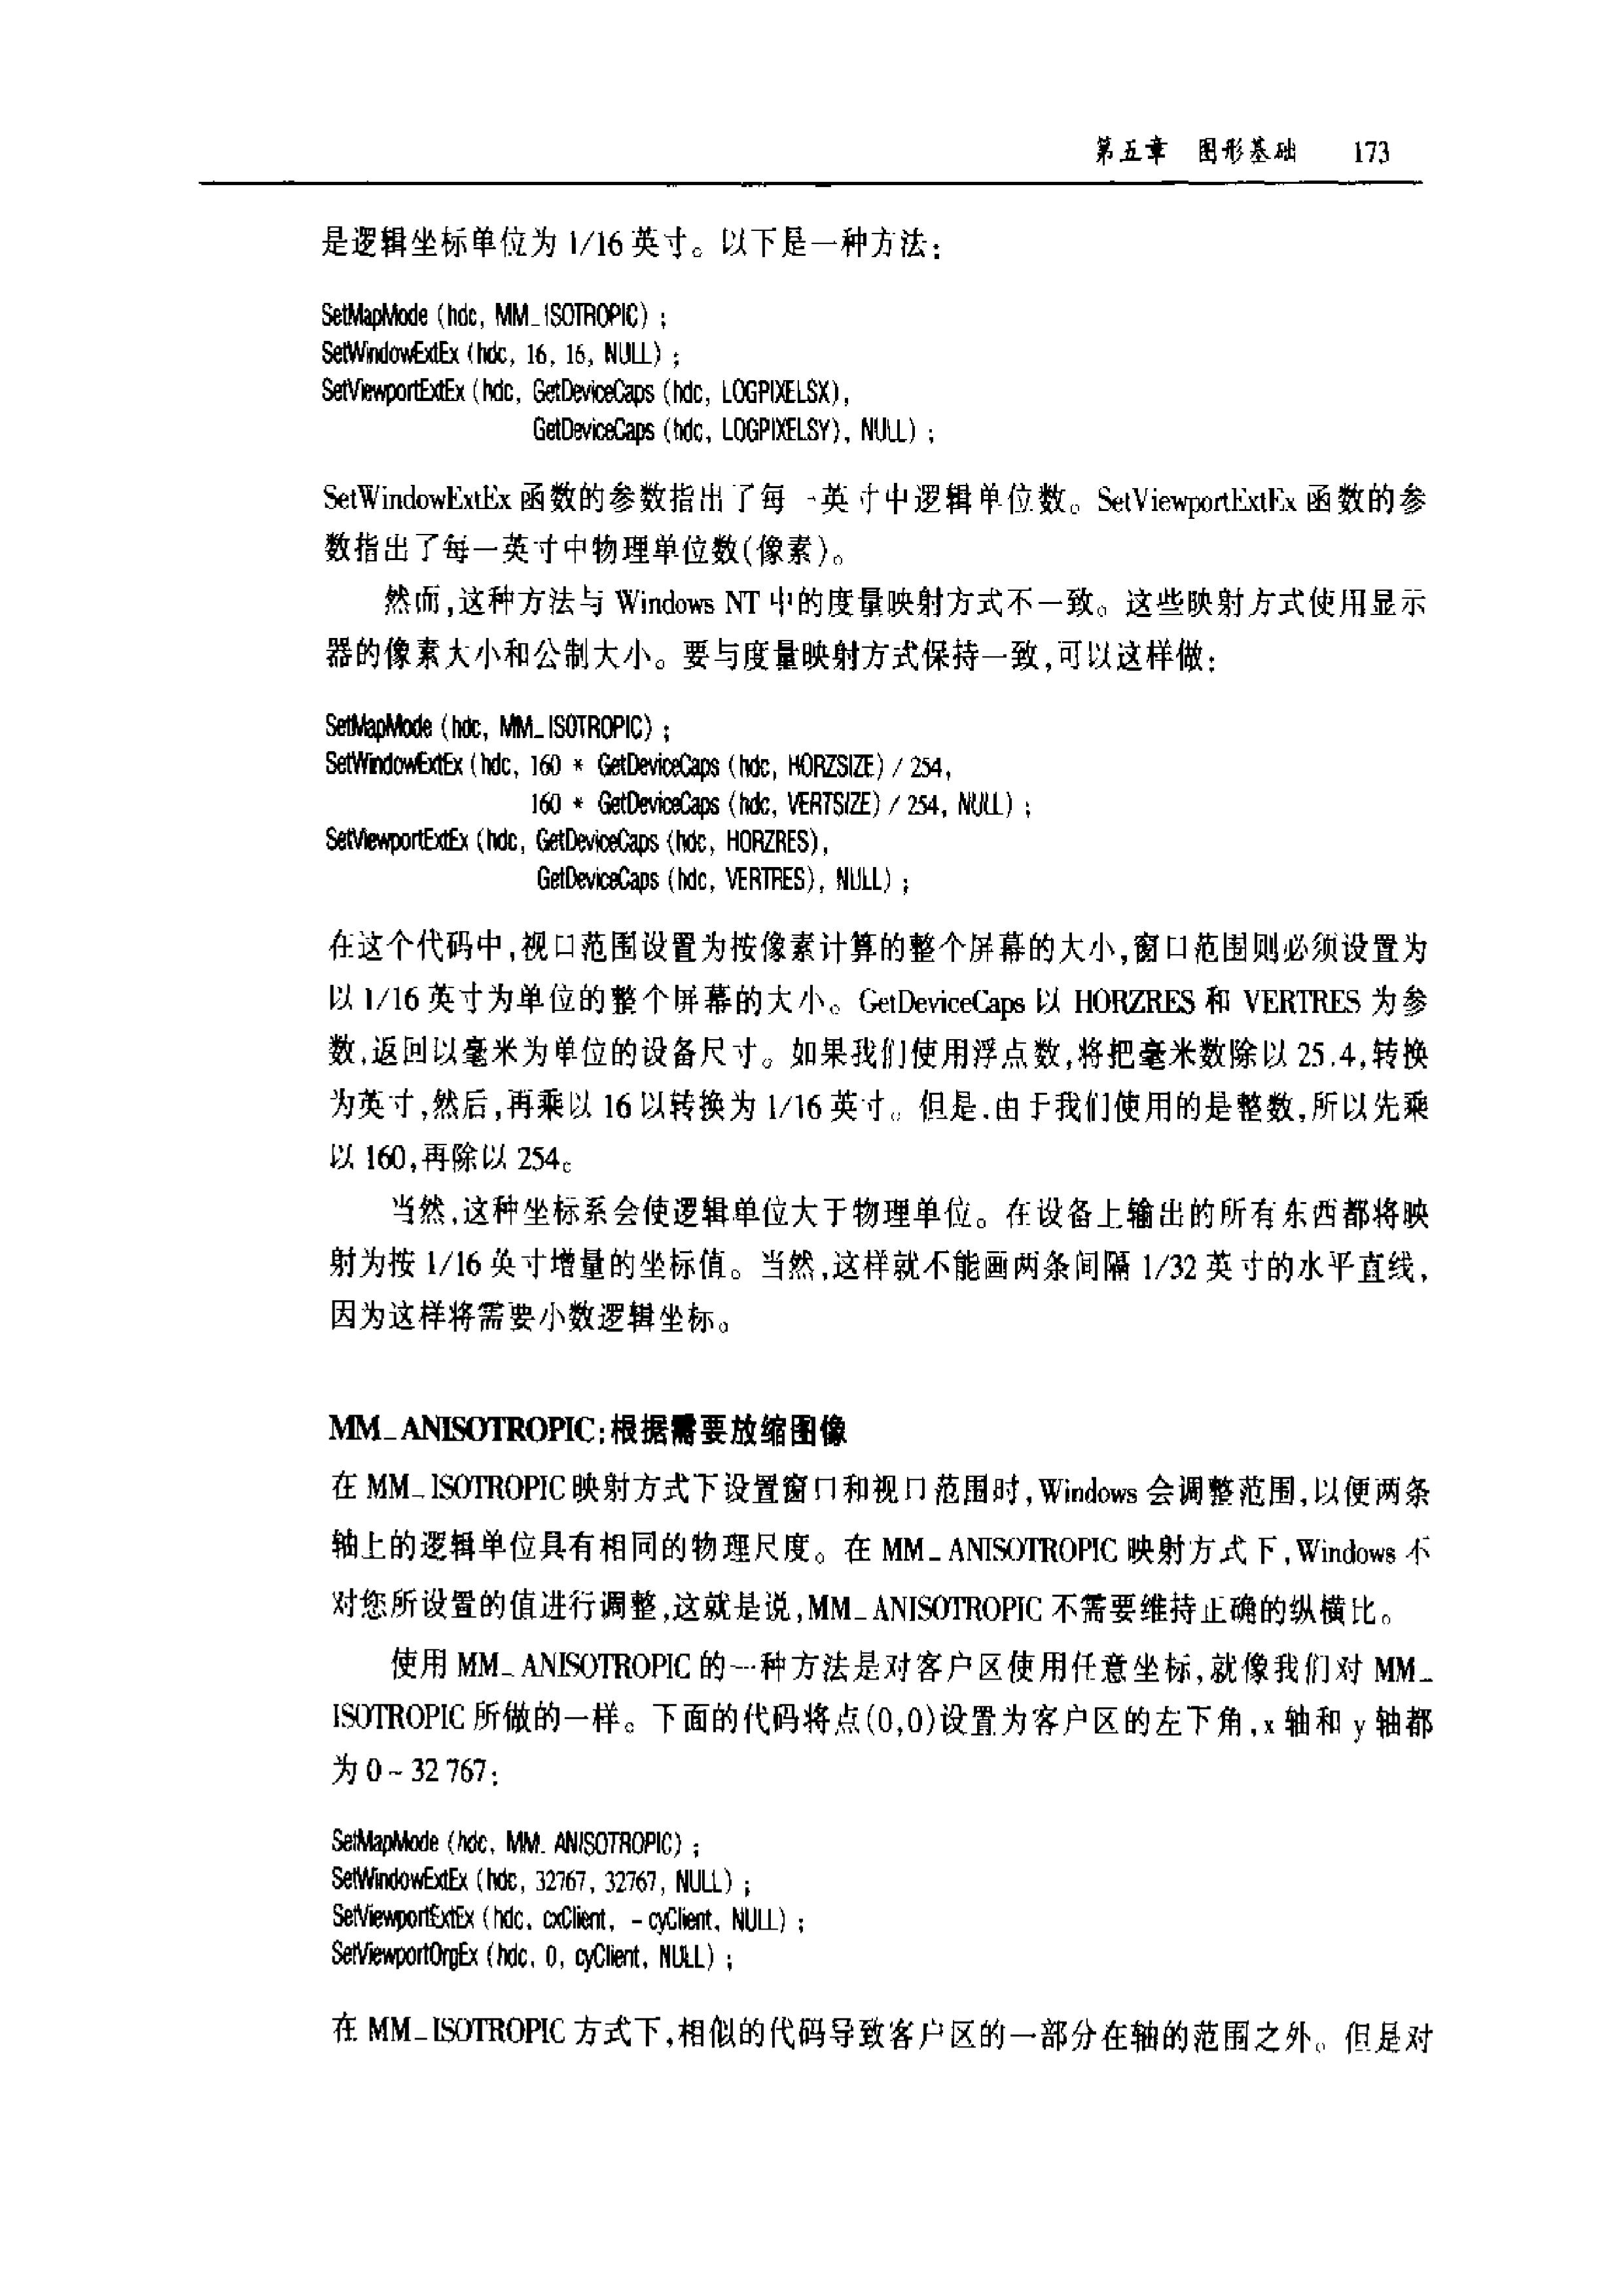 第五章 图形基础 173
是逻辑坐标单位为 1/16 英寸。以下是一种方法:
SetMapMode (hdc, MM_ISOTROPIC) ;
SetWindowExtEx (hdc, 16, 16, NULL) ;
SetViewportExtEx (hdc, GetDeviceCaps (hdc, LOGPIXELSX),
GetDeviceCaps (hdc, LOGPIXELSY), NULL) ;
SetWindowExtEx 函数的参数指出了每一英寸中逻辑单位数。SetViewportExtEx 函数的参
数指出了每一英寸中物理单位数(像素)。
然而,这种方法与 Windows NT 中的度量映射方式不一致。这些映射方式使用显示
器的像素大小和公制大小。要与度量映射方式保持一致,可以这样做:
SetMapMode (hdc, MM_ISOTROPIC) ;
SetWindowExtEx (hdc, 160 * GetDeviceCaps (hdc, HORZSIZE) / 254,
160 * GetDeviceCaps (hdc, VERTSIZE) / 254, NULL) ;
SetViewportExtEx (hdc, GetDeviceCaps (hdc, HORZRES),
GetDeviceCaps (hdc, VERTRES), NULL) ;
在这个代码中,视口范围设置为按像素计算的整个屏幕的大小,窗口范围则必须设置为
以 1/16 英寸为单位的整个屏幕的大小。GetDeviceCaps 以 HORZRES 和 VERTRES 为参
数,返回以毫米为单位的设备尺寸。如果我们使用浮点数,将把毫米数除以 25.4,转换
为英寸,然后,再乘以 16 以转换为 1/16 英寸。但是,由于我们使用的是整数,所以先乘
以 160,再除以 254。
当然,这种坐标系会使逻辑单位大于物理单位。在设备上输出的所有东西都将映
射为按 1/16 英寸增量的坐标值。当然,这样就不能画两条间隔 1/32 英寸的水平直线,
因为这样将需要小数逻辑坐标。
MM_ANISOTROPIC:根据需要放缩图像
在 MM_ISOTROPIC 映射方式下设置窗口和视口范围时,Windows 会调整范围,以便两条
轴上的逻辑单位具有相同的物理尺度。在 MM_ANISOTROPIC 映射方式下,Windows 不
对您所设置的值进行调整,这就是说,MM_ANISOTROPIC 不需要维持正确的纵横比。
使用 MM_ANISOTROPIC 的一种方法是对客户区使用任意坐标,就像我们对 MM_
ISOTROPIC 所做的一样。下面的代码将点(0,0)设置为客户区的左下角,x 轴和 y 轴都
为 0 ~ 32 767:
SetMapMode (hdc, MM_ANISOTROPIC) ;
SetWindowExtEx (hdc, 32767, 32767, NULL) ;
SetViewportExtEx (hdc, cxClient, - cyClient, NULL) ;
SetViewportOrgEx (hdc, 0, cyClient, NULL) ;
在 MM_ISOTROPIC 方式下,相似的代码导致客户区的一部分在轴的范围之外。但是对